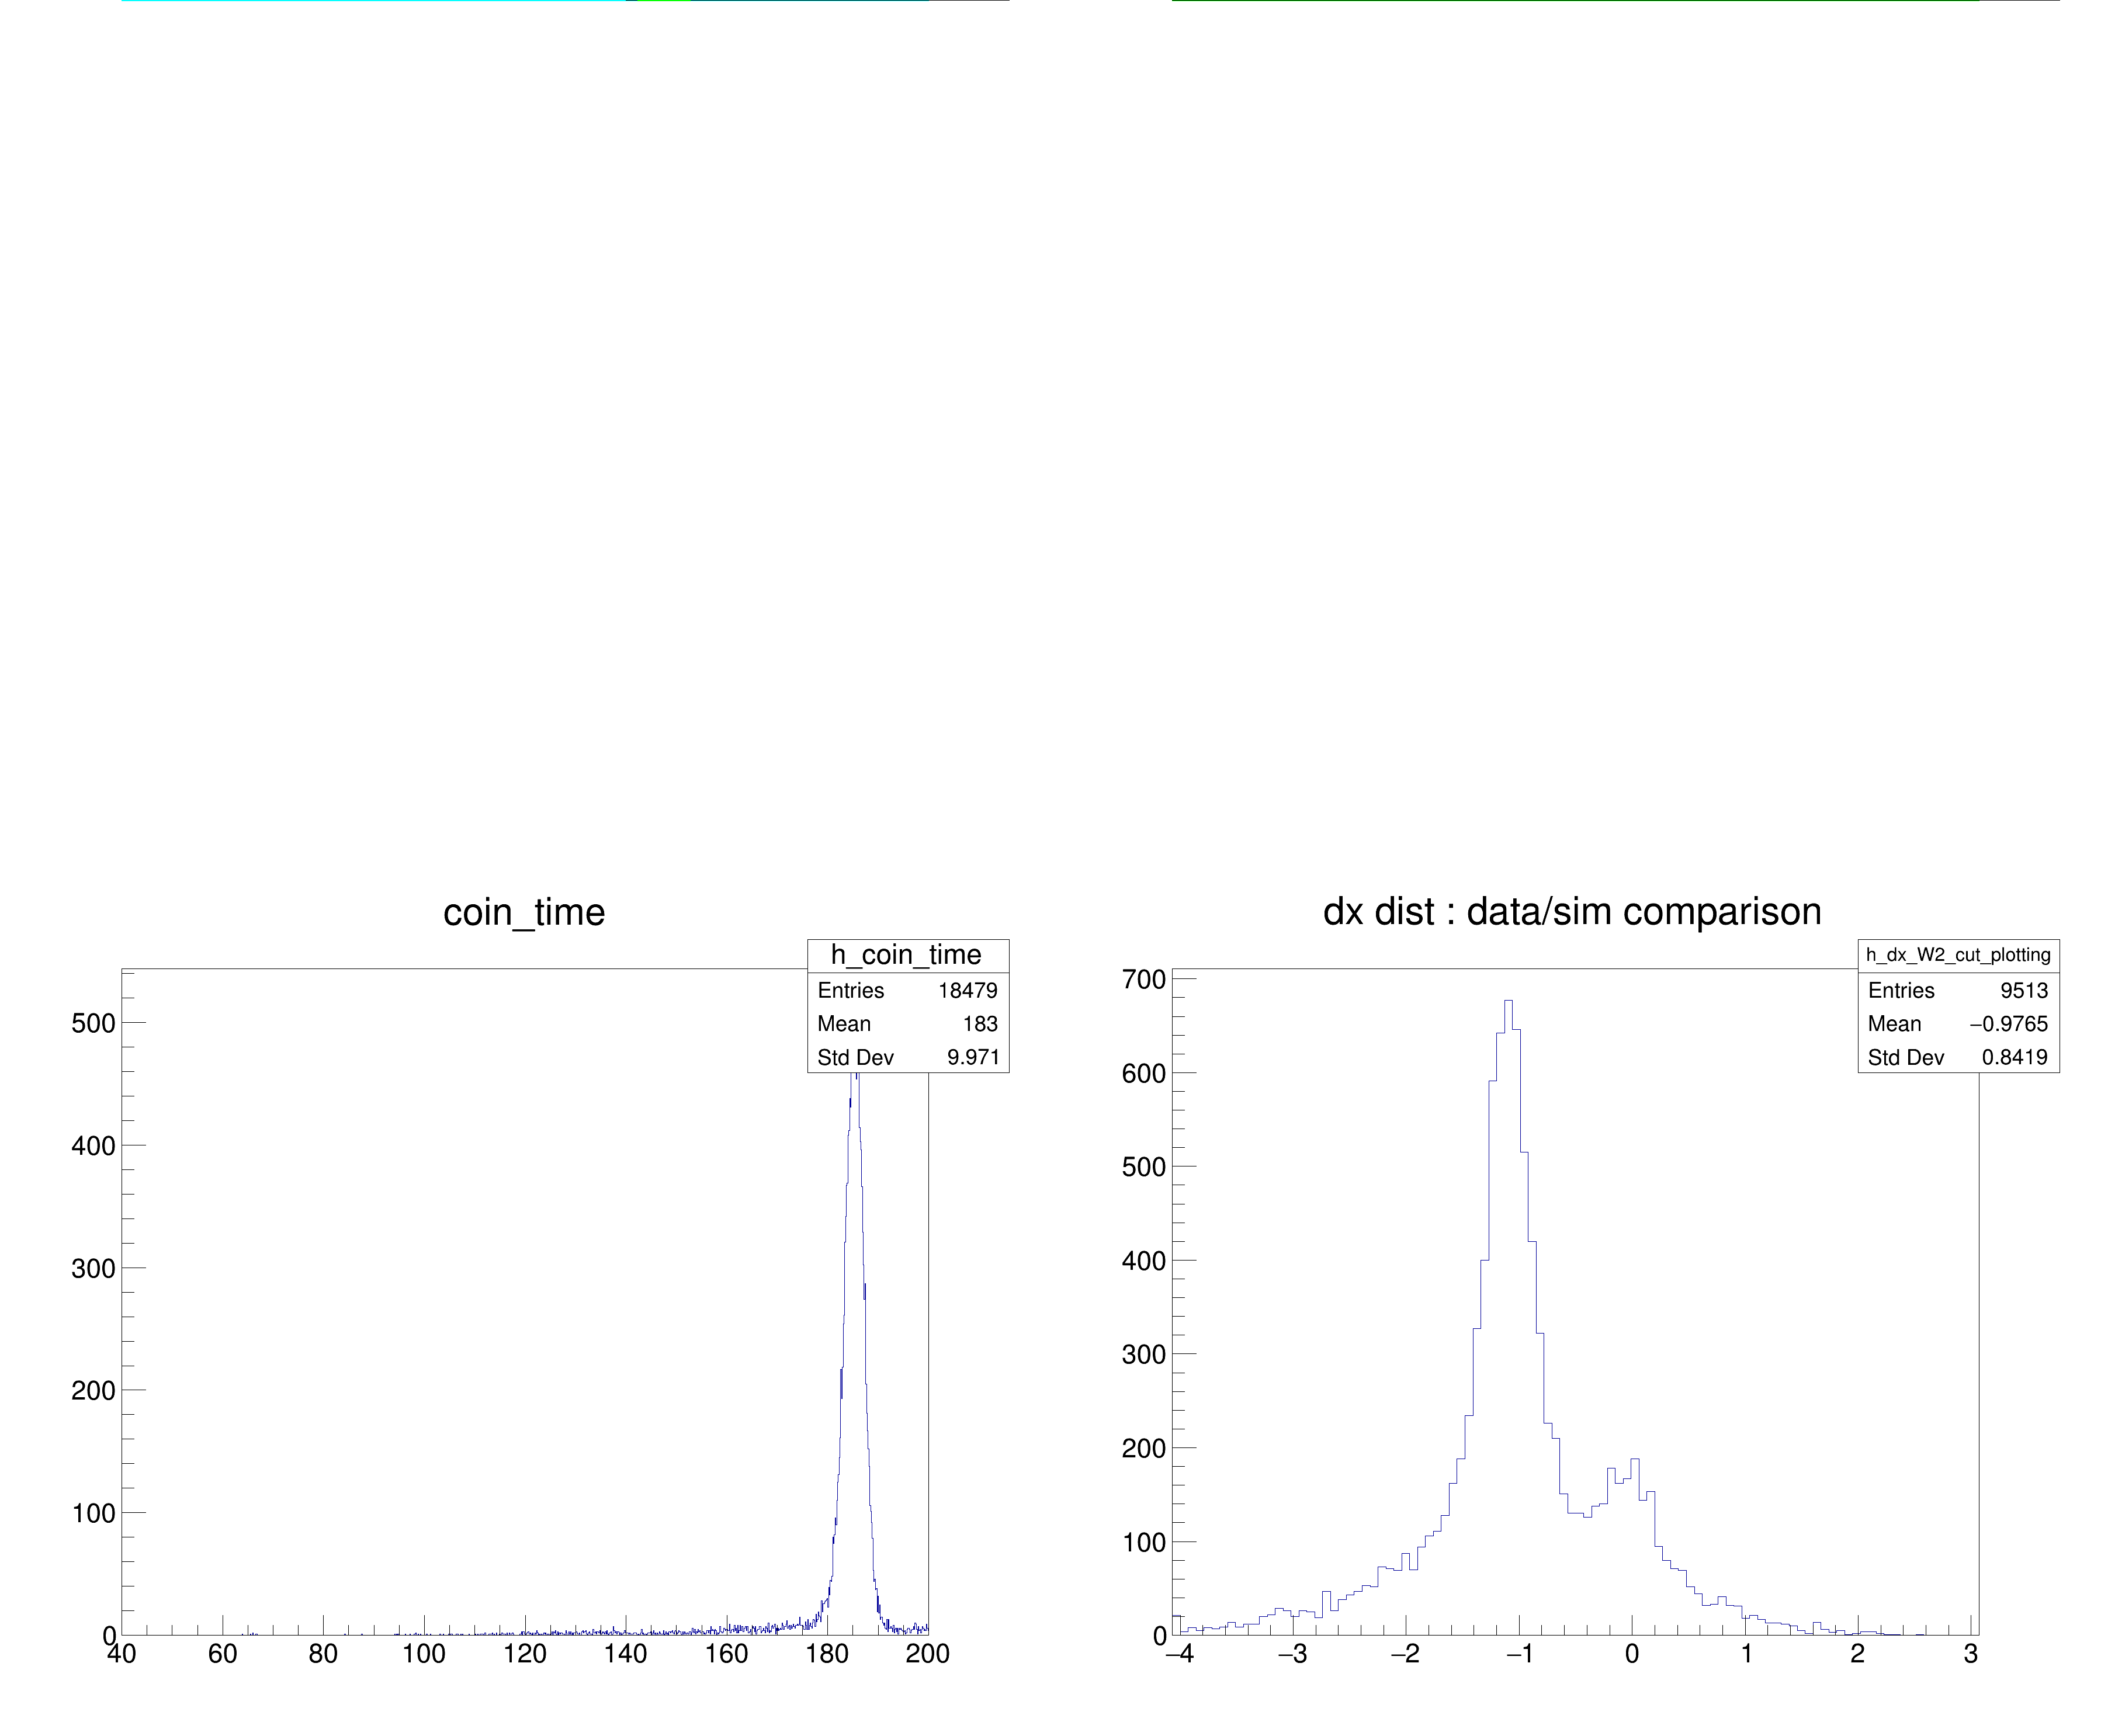 coin_time
h_coin_time
Entries 18479
Mean 183
Std Dev 9.971
500
400
300
200
100
0
40 60 80 100 120 140 160 180 200
dx dist : data/sim comparison
h_dx_W2_cut_plotting
Entries 9513
Mean −0.9765
Std Dev 0.8419
700
600
500
400
300
200
100
0
−4 −3 −2 −1 0 1 2 3